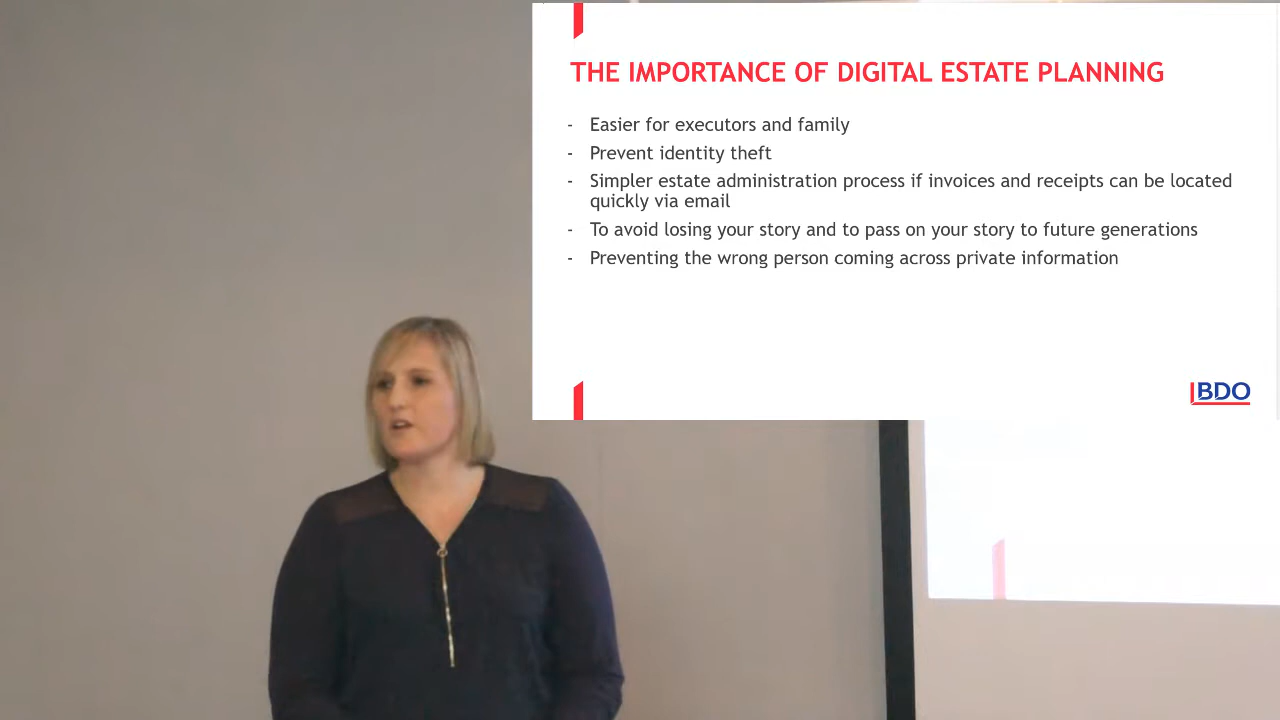 THE IMPORTANCE OF DIGITAL ESTATE PLANNING
- Easier for executors and family
- Prevent identity theft
- Simpler estate administration process if invoices and receipts can be located
quickly via email
- To avoid losing your story and to pass on your story to future generations
- Preventing the wrong person coming across private information
BDO